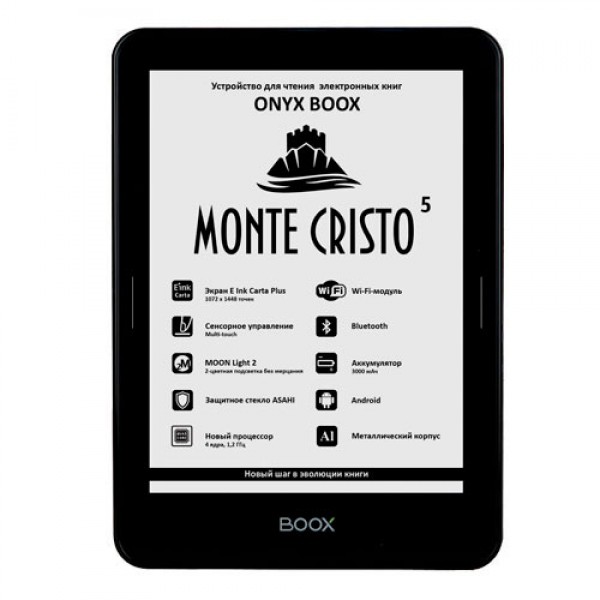 Устройство для чтения электронных книг
ONYX BOOX
MONTE CRISTO 5
E ink Carta
Экран E Ink Carta Plus
1072 x 1448 точек
Wi Fi
Wi-Fi-модуль
Сенсорное управление
Multi-touch
Bluetooth
M
MOON Light 2
2-цветная подсветка без мерцания
Аккумулятор
3000 мАч
Защитное стекло ASAHI
Android
Новый процессор
4 ядра, 1,2 ГГц
Al
Металлический корпус
Новый шаг в эволюции книги
BOOX